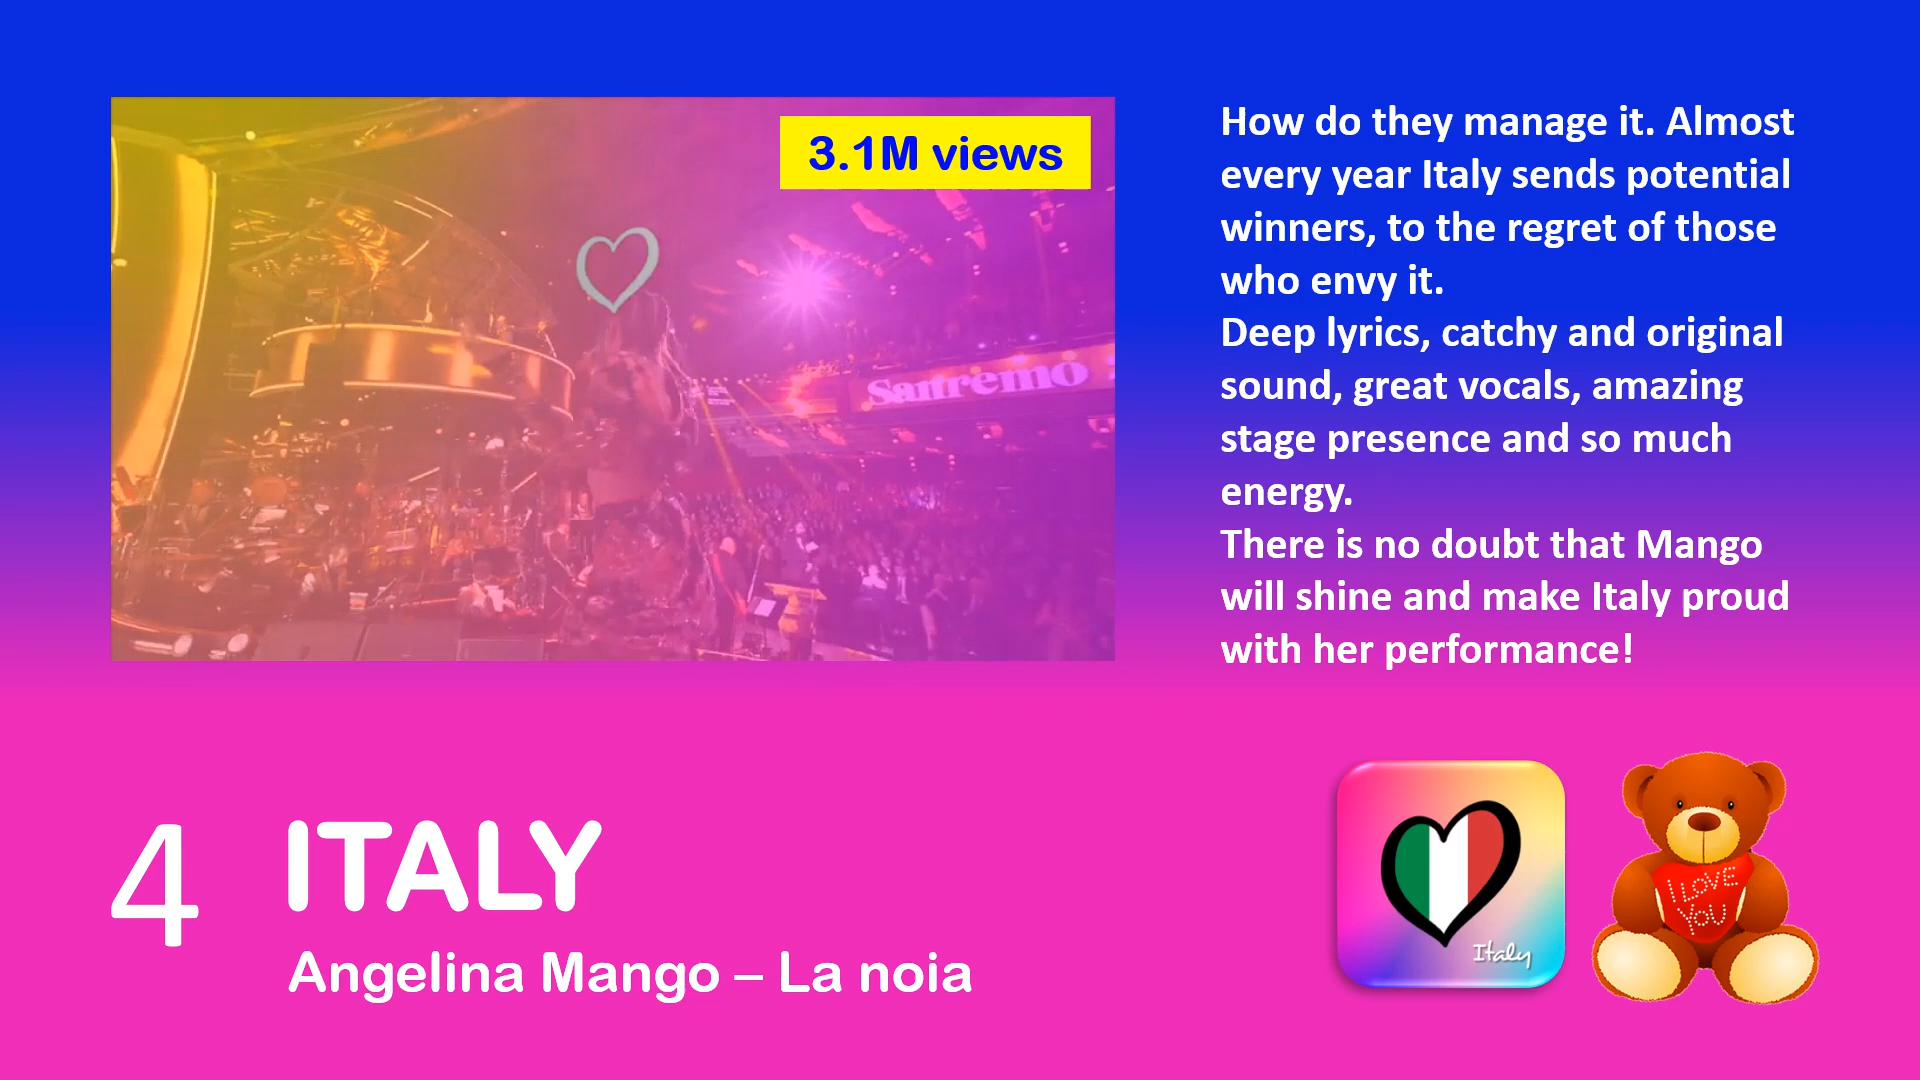 3.1M views
Sanremo
How do they manage it. Almost
every year Italy sends potential
winners, to the regret of those
who envy it.
Deep lyrics, catchy and original
sound, great vocals, amazing
stage presence and so much
energy.
There is no doubt that Mango
will shine and make Italy proud
with her performance!
4
ITALY
Angelina Mango – La noia
Italy
I LOVE
YOU